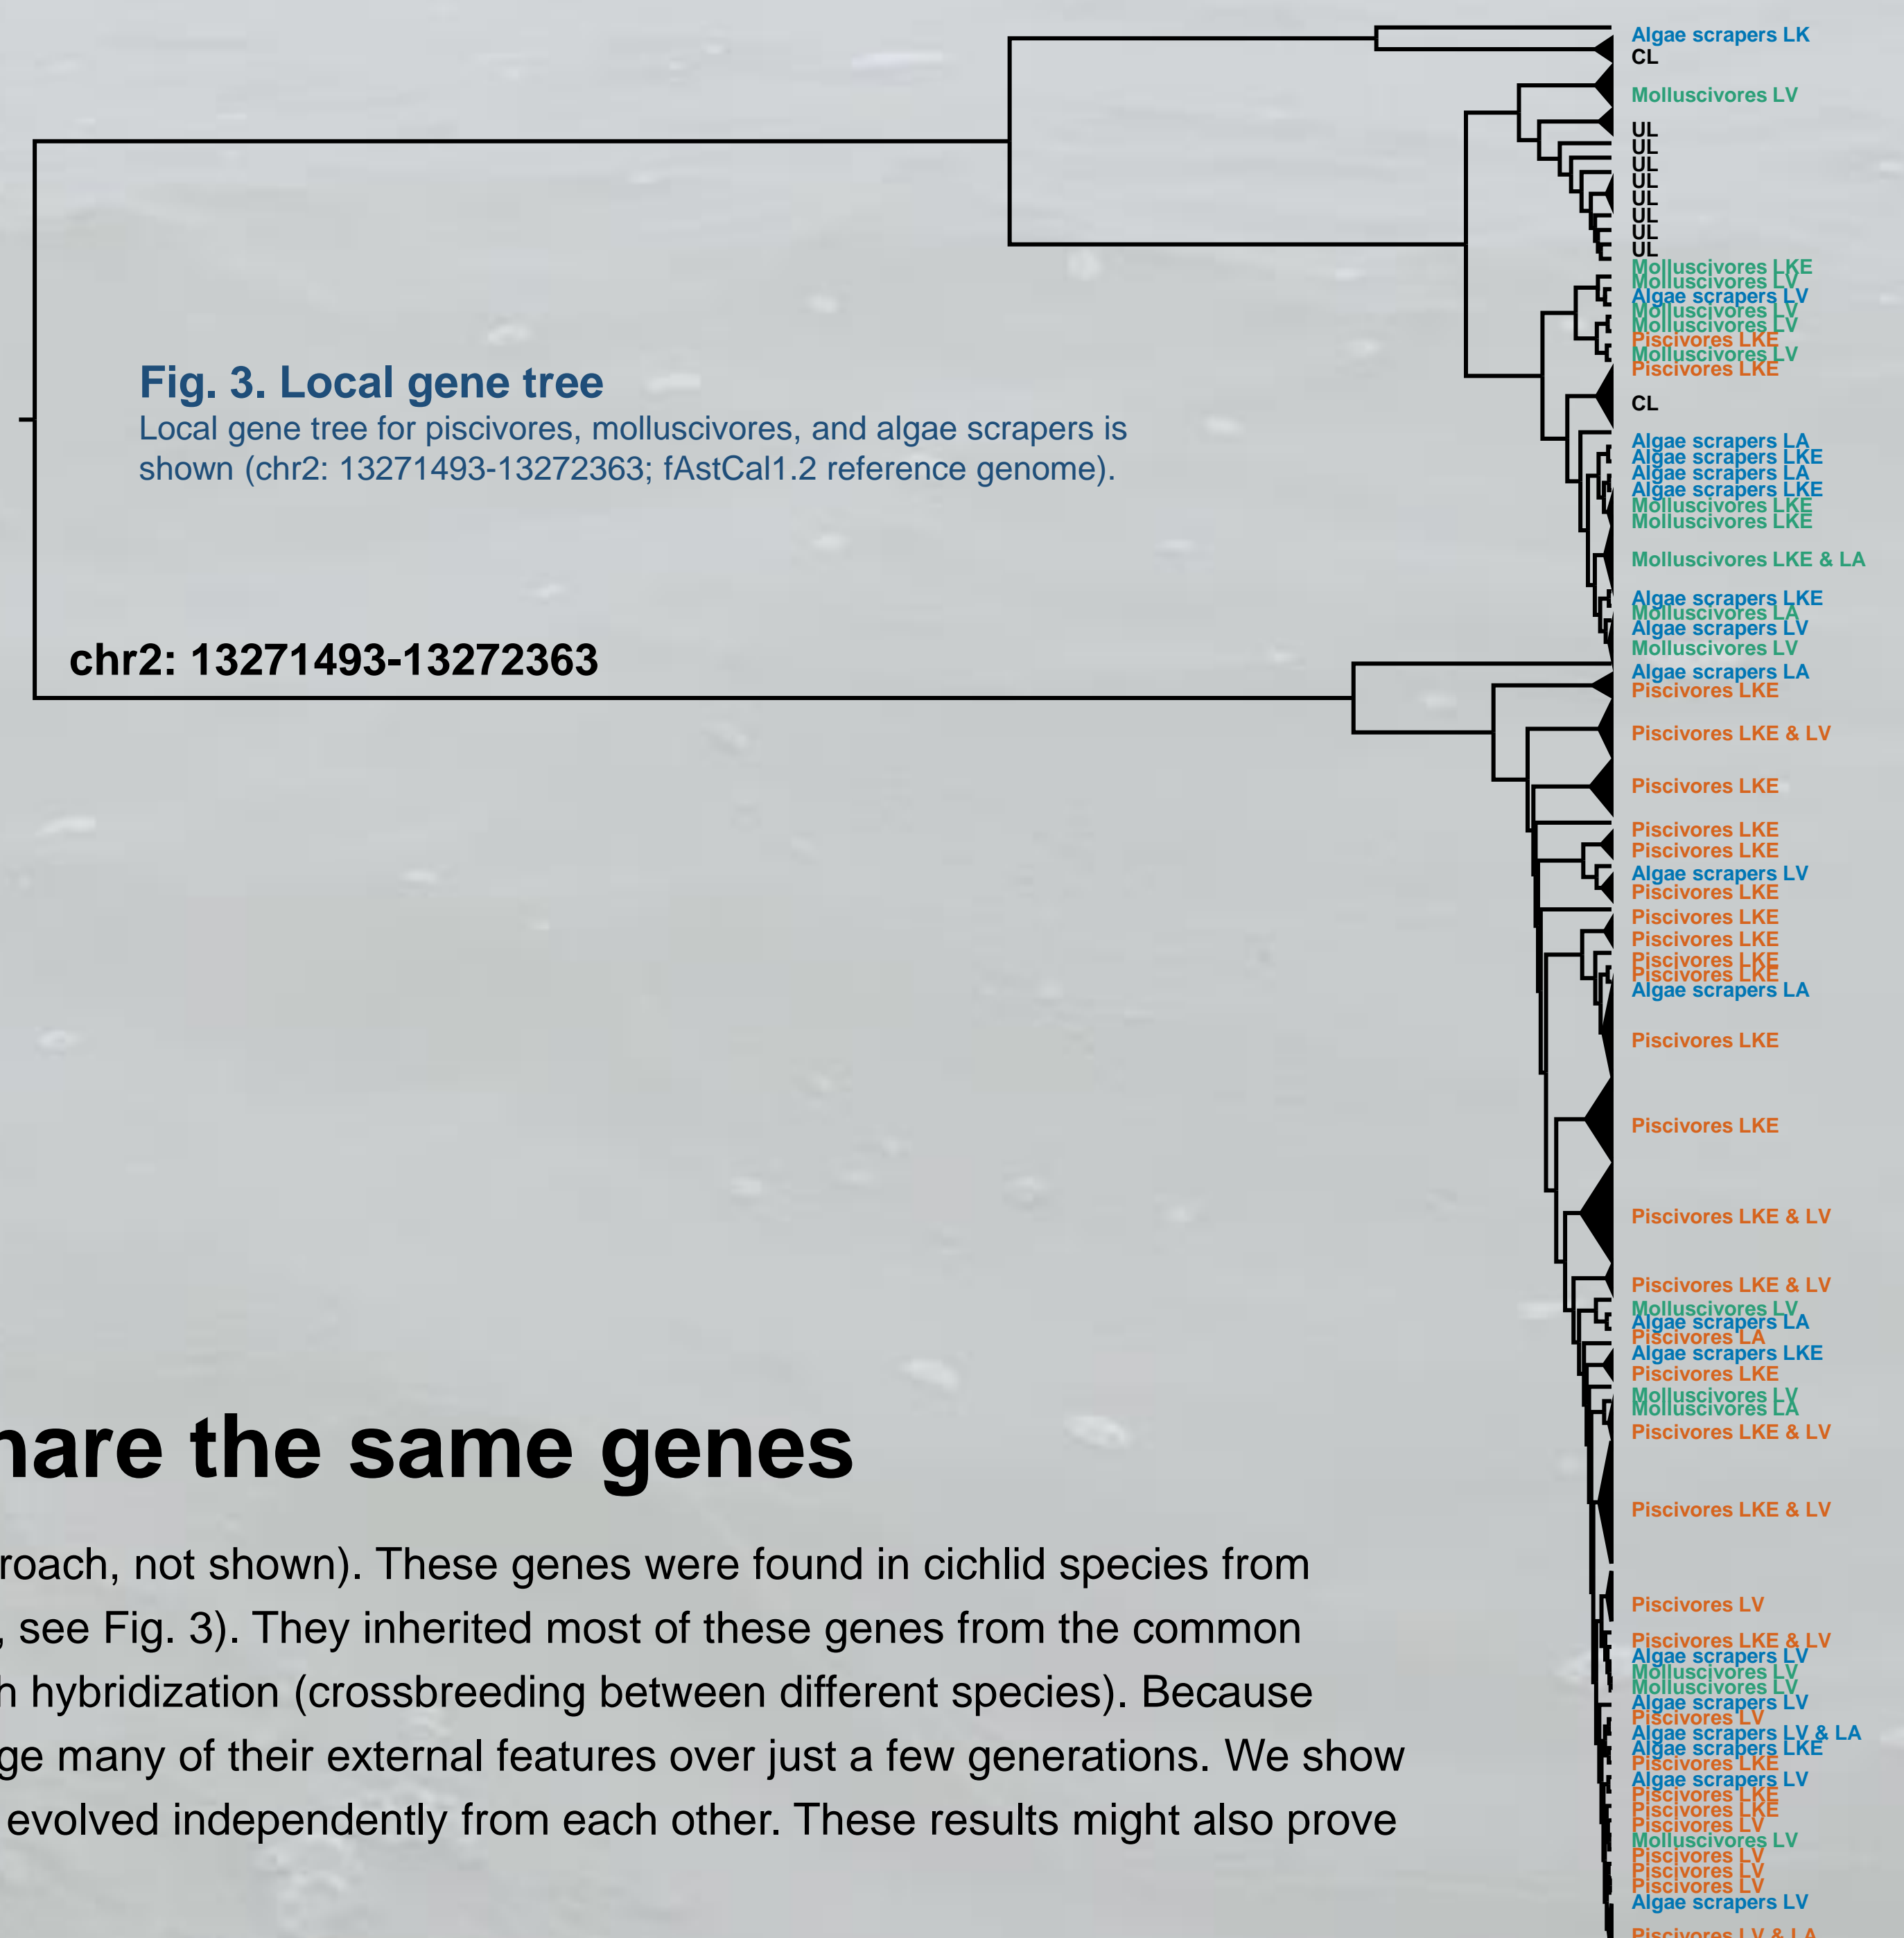 Algae scrapers LK
CL
Molluscivores LV
UL
UL
UL
UL
UL
UL
UL
UL
Molluscivores LKE
Molluscivores LV
Algae scrapers LV
Molluscivores LV
Molluscivores LV
Piscivores LKE
Molluscivores LV
Piscivores LKE
CL
Algae scrapers LA
Algae scrapers LKE
Algae scrapers LA
Algae scrapers LKE
Molluscivores LKE
Molluscivores LKE
Molluscivores LKE & LA
Algae scrapers LKE
Molluscivores LA
Algae scrapers LV
Molluscivores LV
Algae scrapers LA
Piscivores LKE
Piscivores LKE & LV
Piscivores LKE
Piscivores LKE
Piscivores LKE
Algae scrapers LV
Piscivores LKE
Piscivores LKE
Piscivores LKE
Piscivores LKE
Piscivores LKE
Algae scrapers LA
Piscivores LKE
Piscivores LKE
Piscivores LKE & LV
Piscivores LKE & LV
Molluscivores LV
Algae scrapers LA
Piscivores LA
Algae scrapers LKE
Piscivores LKE
Molluscivores LV
Molluscivores LA
Piscivores LKE & LV
Piscivores LKE & LV
Piscivores LV
Piscivores LKE & LV
Algae scrapers LV
Molluscivores LV
Molluscivores LV
Algae scrapers LV
Piscivores LV
Algae scrapers LV & LA
Algae scrapers LKE
Piscivores LKE
Algae scrapers LV
Piscivores LKE
Piscivores LKE
Piscivores LV
Molluscivores LV
Piscivores LV
Piscivores LV
Piscivores LV
Algae scrapers LV
Piscivores LV & LA
Fig. 3. Local gene tree
Local gene tree for piscivores, molluscivores, and algae scrapers is
shown (chr2: 13271493-13272363; fAstCal1.2 reference genome).
chr2: 13271493-13272363
hare the same genes
roach, not shown). These genes were found in cichlid species from
, see Fig. 3). They inherited most of these genes from the common
h hybridization (crossbreeding between different species). Because
ge many of their external features over just a few generations. We show
evolved independently from each other. These results might also prove